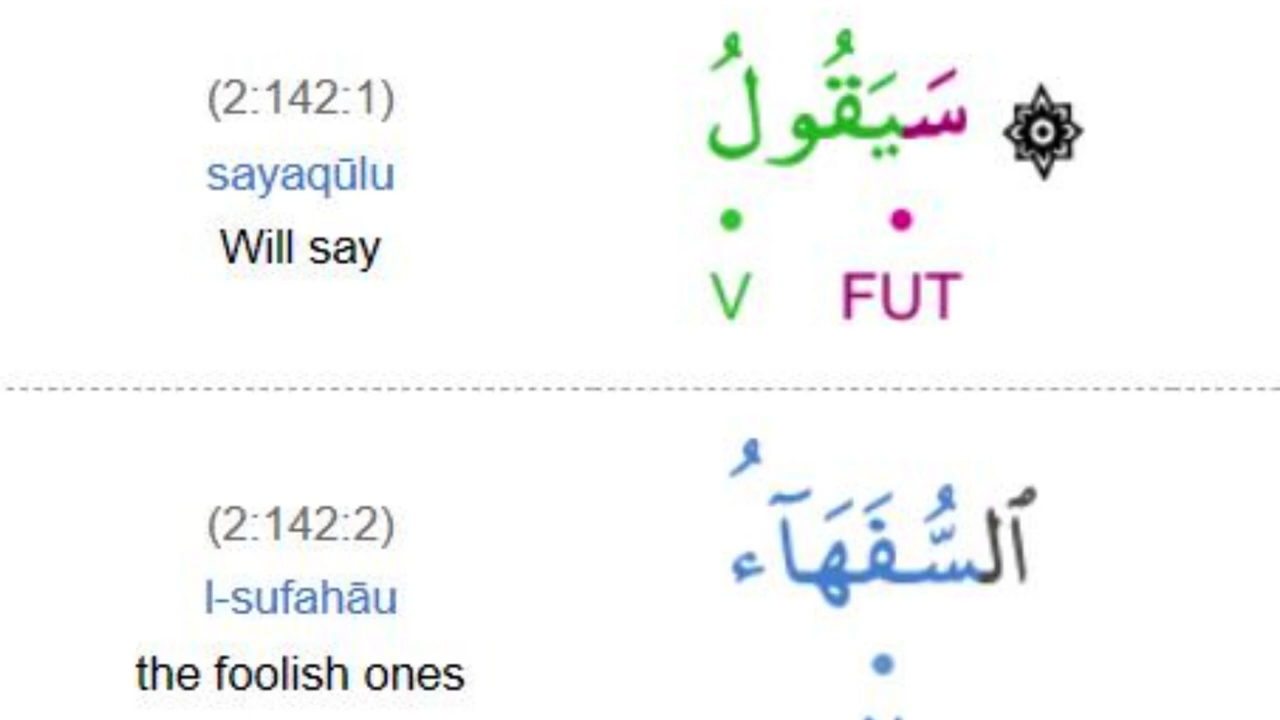 (2:142:1)
sayaqūlu
Will say
سَيَقُولُ
V FUT
(2:142:2)
l-sufahāu
the foolish ones
ٱلسُّفَهَآءُ